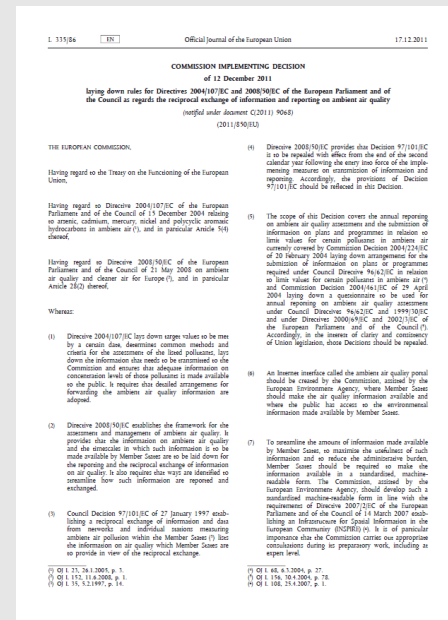 L 335/86
EN
Official Journal of the European Union
17.12.2011
COMMISSION IMPLEMENTING DECISION
of 12 December 2011
laying down rules for Directives 2004/107/EC and 2008/50/EC of the European Parliament and of
the Council as regards the reciprocal exchange of information and reporting on ambient air quality
(notified under document C(2011) 9068)
(2011/850/EU)
THE EUROPEAN COMMISSION,
Having regard to the Treaty on the Functioning of the European
Union,
Having regard to Directive 2004/107/EC of the European
Parliament and of the Council of 15 December 2004 relating
to arsenic, cadmium, mercury, nickel and polycyclic aromatic
hydrocarbons in ambient air (¹), and in particular Article 5(4)
thereof,
Having regard to Directive 2008/50/EC of the European
Parliament and of the Council of 21 May 2008 on ambient
air quality and cleaner air for Europe (²), and in particular
Article 28(2) thereof,
Whereas:
(1) Directive 2004/107/EC lays down target values to be met
by a certain date, determines common methods and
criteria for the assessment of the listed pollutants, lays
down the information that needs to be transmitted to the
Commission and ensures that adequate information on
concentration levels of those pollutants is made available
to the public. It requires that detailed arrangements for
forwarding the ambient air quality information are
adopted.
(2) Directive 2008/50/EC establishes the framework for the
assessment and management of ambient air quality. It
provides that the information on ambient air quality
and the timescales in which such information is to be
made available by Member States are to be laid down for
the reporting and the reciprocal exchange of information
on air quality. It also requires that ways are identified to
streamline how such information are reported and
exchanged.
(3) Council Decision 97/101/EC of 27 January 1997 estab-
lishing a reciprocal exchange of information and data
from networks and individual stations measuring
ambient air pollution within the Member States (³) lists
the information on air quality which Member States are
to provide in view of the reciprocal exchange.
(¹) OJ L 23, 26.1.2005, p. 3.
(²) OJ L 152, 11.6.2008, p. 1.
(³) OJ L 35, 5.2.1997, p. 14.
(4) Directive 2008/50/EC provides that Decision 97/101/EC
is to be repealed with effect from the end of the second
calendar year following the entry into force of the imple-
menting measures on transmission of information and
reporting. Accordingly, the provisions of Decision
97/101/EC should be reflected in this Decision.
(5) The scope of this Decision covers the annual reporting
on ambient air quality assessment and the submission of
information on plans and programmes in relation to
limit values for certain pollutants in ambient air
currently covered by Commission Decision 2004/224/EC
of 20 February 2004 laying down arrangements for the
submission of information on plans or programmes
required under Council Directive 96/62/EC in relation
to limit values for certain pollutants in ambient air (⁴)
and Commission Decision 2004/461/EC of 29 April
2004 laying down a questionnaire to be used for
annual reporting on ambient air quality assessment
under Council Directives 96/62/EC and 1999/30/EC
and under Directives 2000/69/EC and 2002/3/EC of
the European Parliament and of the Council (⁵).
Accordingly, in the interests of clarity and consistency
of Union legislation, those Decisions should be repealed.
(6) An Internet interface called the ambient air quality portal
should be created by the Commission, assisted by the
European Environment Agency, where Member States
should make the air quality information available and
where the public has access to the environmental
information made available by Member States.
(7) To streamline the amount of information made available
by Member States, to maximise the usefulness of such
information and to reduce the administrative burden,
Member States should be required to make the
information available in a standardised, machine-
readable form. The Commission, assisted by the
European Environment Agency, should develop such a
standardised machine-readable form in line with the
requirements of Directive 2007/2/EC of the European
Parliament and of the Council of 14 March 2007 estab-
lishing an Infrastructure for Spatial Information in the
European Community (INSPIRE) (⁶). It is of particular
importance that the Commission carries out appropriate
consultations during its preparatory work, including at
expert level.
(⁴) OJ L 68, 6.3.2004, p. 27.
(⁵) OJ L 156, 30.4.2004, p. 78.
(⁶) OJ L 108, 25.4.2007, p. 1.